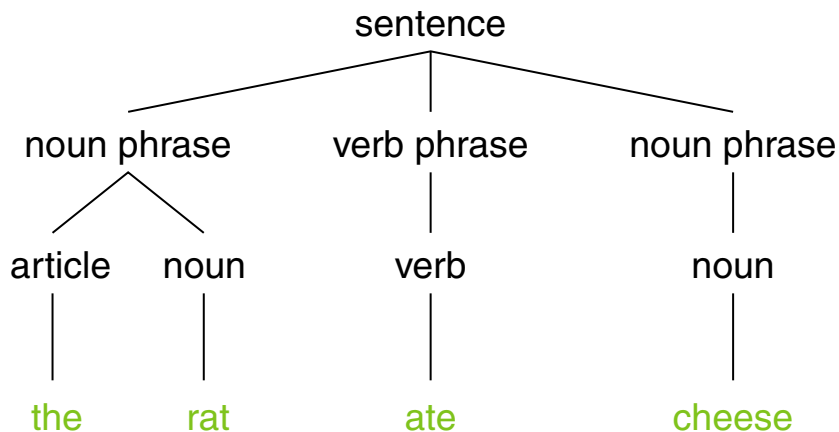 sentence
noun phrase verb phrase noun phrase
article noun verb noun
the rat ate cheese